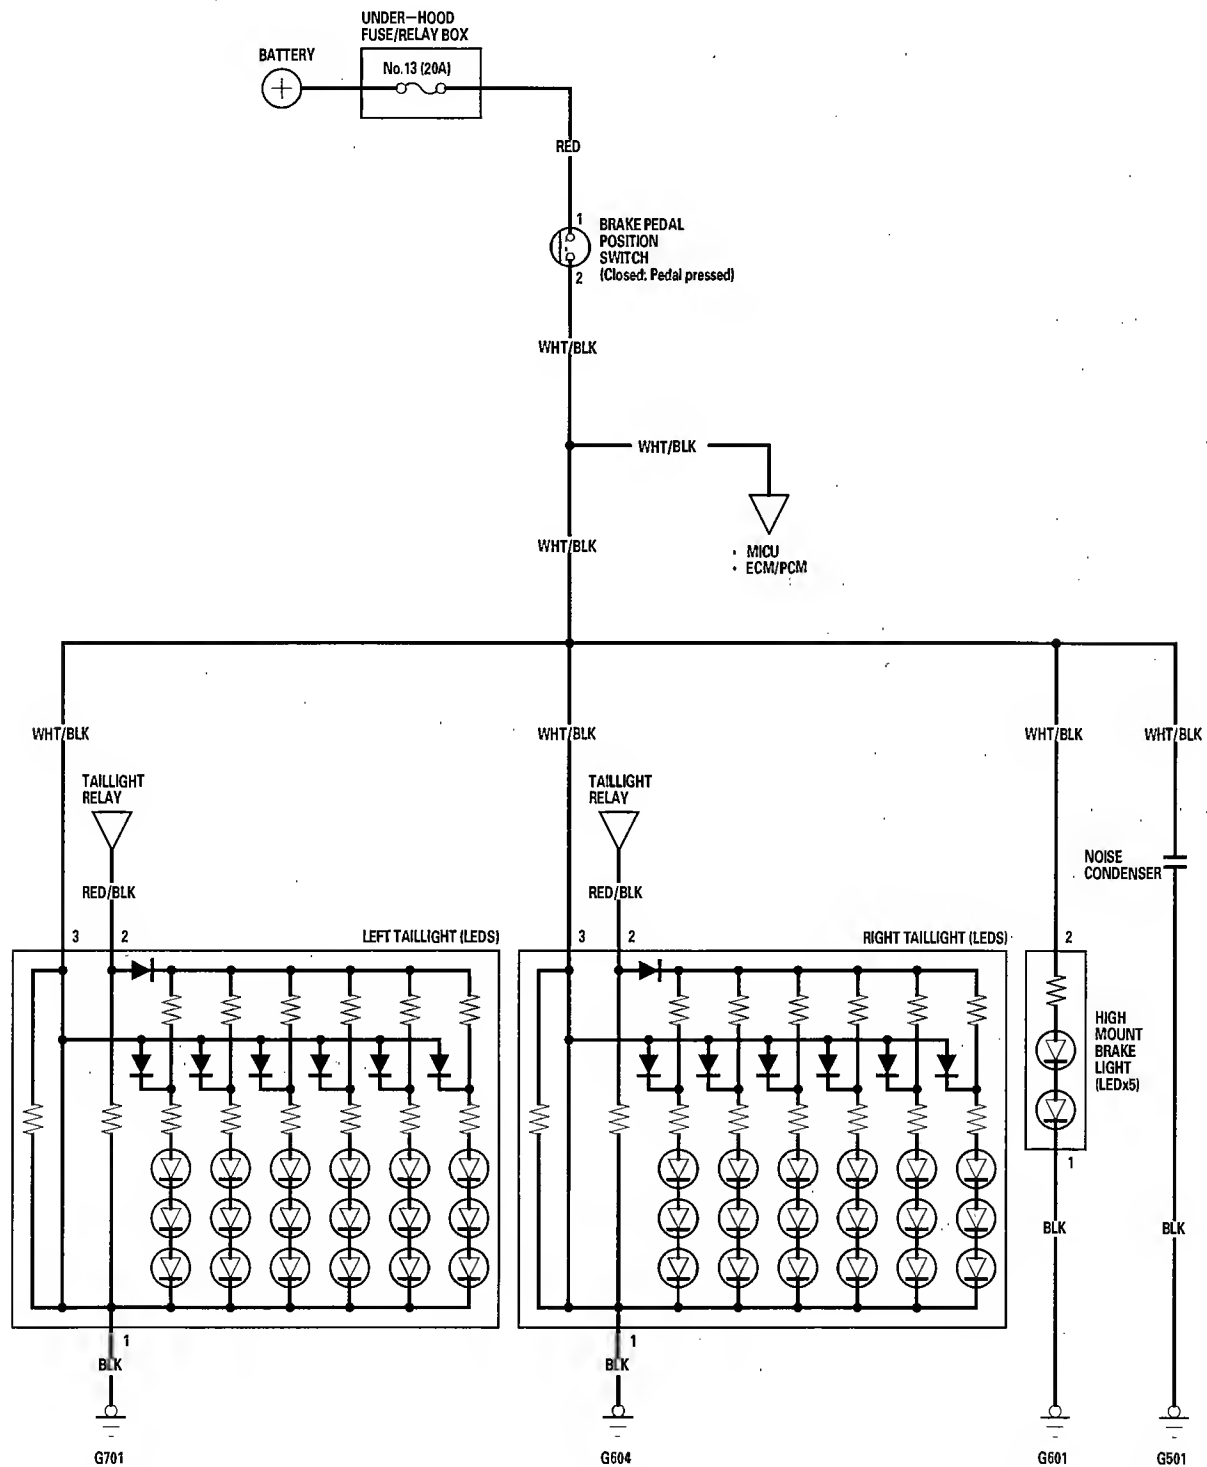 UNDER-HOOD
FUSE/RELAY BOX
BATTERY
No.13 (20A)
RED
1
BRAKE PEDAL
POSITION
SWITCH
(Closed: Pedal pressed)
2
WHT/BLK
WHT/BLK
WHT/BLK
• MICU
• ECM/PCM
WHT/BLK
WHT/BLK
WHT/BLK
WHT/BLK
TAILLIGHT
RELAY
TAILLIGHT
RELAY
NOISE
CONDENSER
RED/BLK
RED/BLK
3
2
LEFT TAILLIGHT (LEDS)
3
2
RIGHT TAILLIGHT (LEDS)
2
HIGH
MOUNT
BRAKE
LIGHT
(LEDx5)
1
BLK
BLK
1
BLK
1
BLK
G701
G604
G601
G501